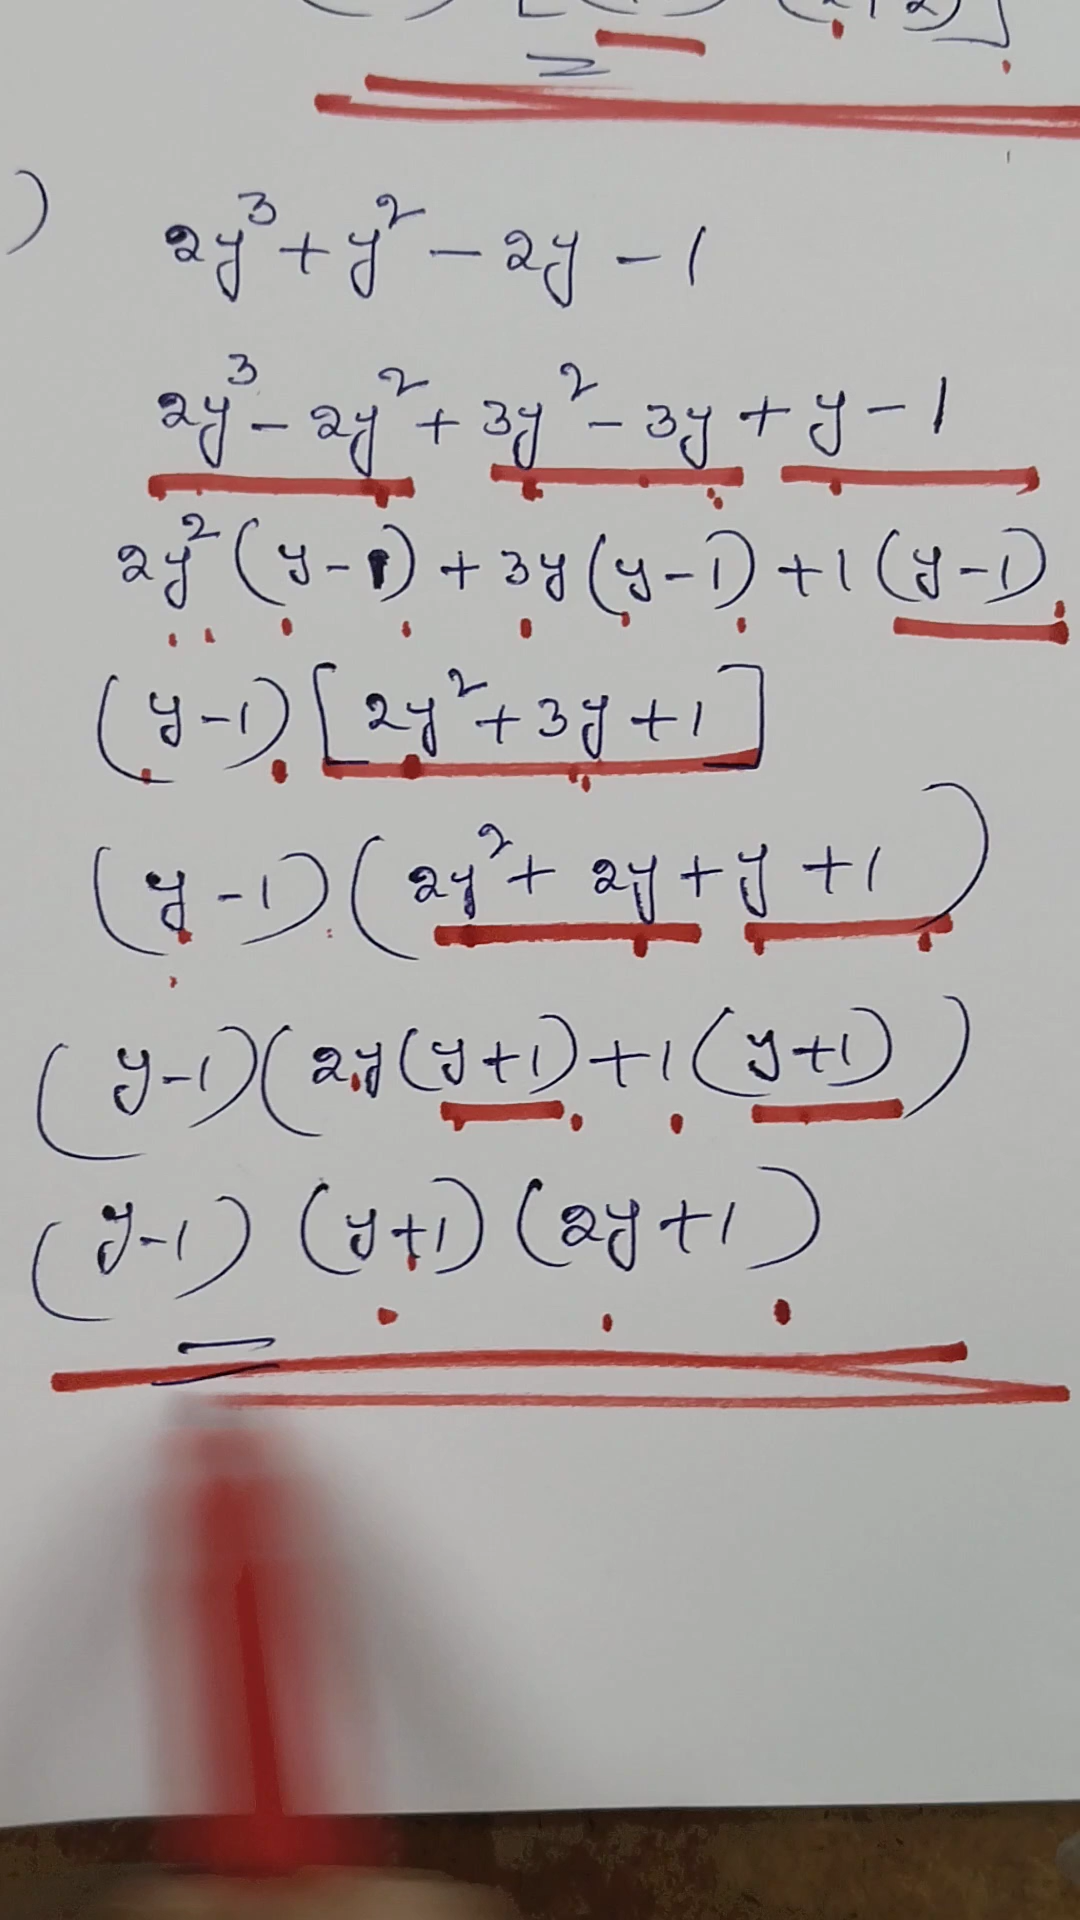 ) 2y³ + y² - 2y - 1
2y³ - 2y² + 3y² - 3y + y - 1
2y² (y-1) + 3y (y-1) + 1 (y-1)
(y-1) [2y² + 3y + 1]
(y-1) (2y² + 2y + y + 1)
(y-1) (2y (y+1) + 1 (y+1))
(y-1) (y+1) (2y+1)